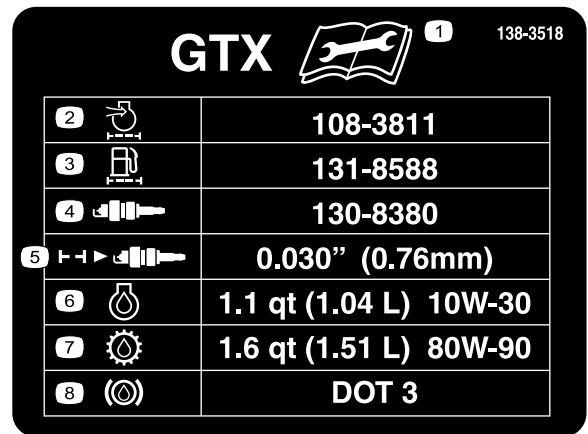 GTX 1 138-3518
2 108-3811
3 131-8588
4 130-8380
5 0.030” (0.76mm)
6 1.1 qt (1.04 L) 10W-30
7 1.6 qt (1.51 L) 80W-90
8 DOT 3